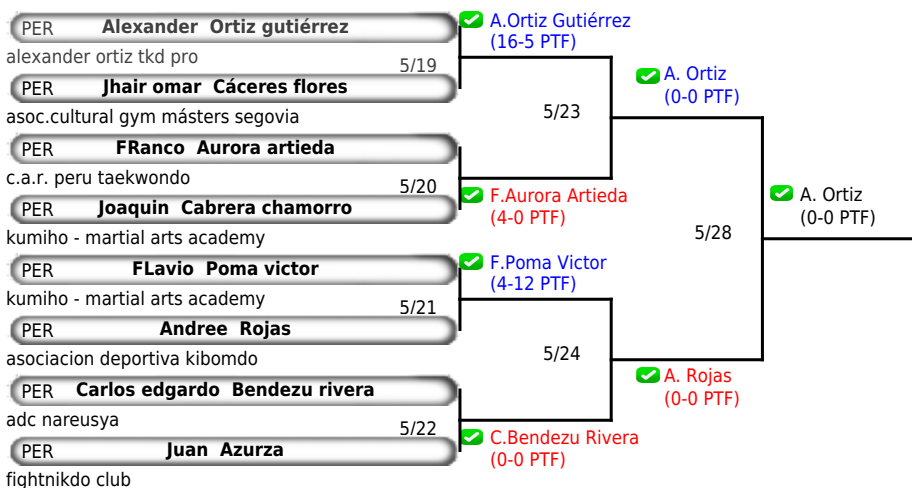 PER Alexander Ortiz gutiérrez
alexander ortiz tkd pro
5/19
PER Jhair omar Cáceres flores
asoc.cultural gym másters segovia
PER FRanco Aurora artieda
c.a.r. peru taekwondo
5/20
PER Joaquin Cabrera chamorro
kumiho - martial arts academy
PER FLavio Poma victor
kumiho - martial arts academy
5/21
PER Andree Rojas
asociacion deportiva kibomdo
PER Carlos edgardo Bendezu rivera
adc nareusya
5/22
PER Juan Azurza
fightnikdo club
A.Ortiz Gutiérrez
(16-5 PTF)
5/23
F.Aurora Artieda
(4-0 PTF)
F.Poma Victor
(4-12 PTF)
5/24
C.Bendezu Rivera
(0-0 PTF)
A. Ortiz
(0-0 PTF)
5/28
A. Rojas
(0-0 PTF)
A. Ortiz
(0-0 PTF)